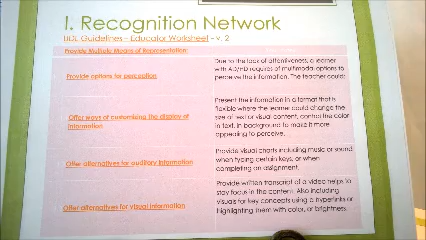 I. Recognition Network
UDL Guidelines – Educator Worksheet – v. 2
Provide Multiple Means of Representation:
Due to the lack of attentiveness, a learner
with AD/HD requires of multimodal options to
perceive the information. The teacher could:
Provide options for perception
Present the information in a format that is
flexible where the learner could change the
size of text or visual content, control the color
in text, in background to make it more
appealing to perceive.
Offer ways of customizing the display of
information
Provide visual charts including music or sound
when typing certain keys, or when
completing an assignment.
Offer alternatives for auditory information
Provide written transcript of a video helps to
stay focus in the content. Also including
visuals for key concepts using a hyperlinks or
highlighting them with color, or brightness.
Offer alternatives for visual information